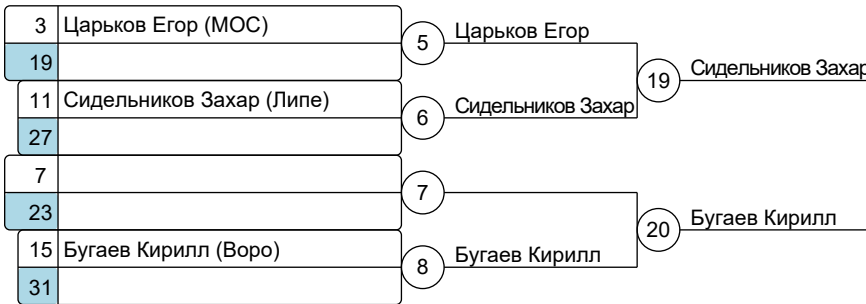 3 Царьков Егор (МОС)
19
5 Царьков Егор
11 Сидельников Захар (Липе)
27
6 Сидельников Захар
19 Сидельников Захар
7
23
7
15 Бугаев Кирилл (Воро)
31
8 Бугаев Кирилл
20 Бугаев Кирилл